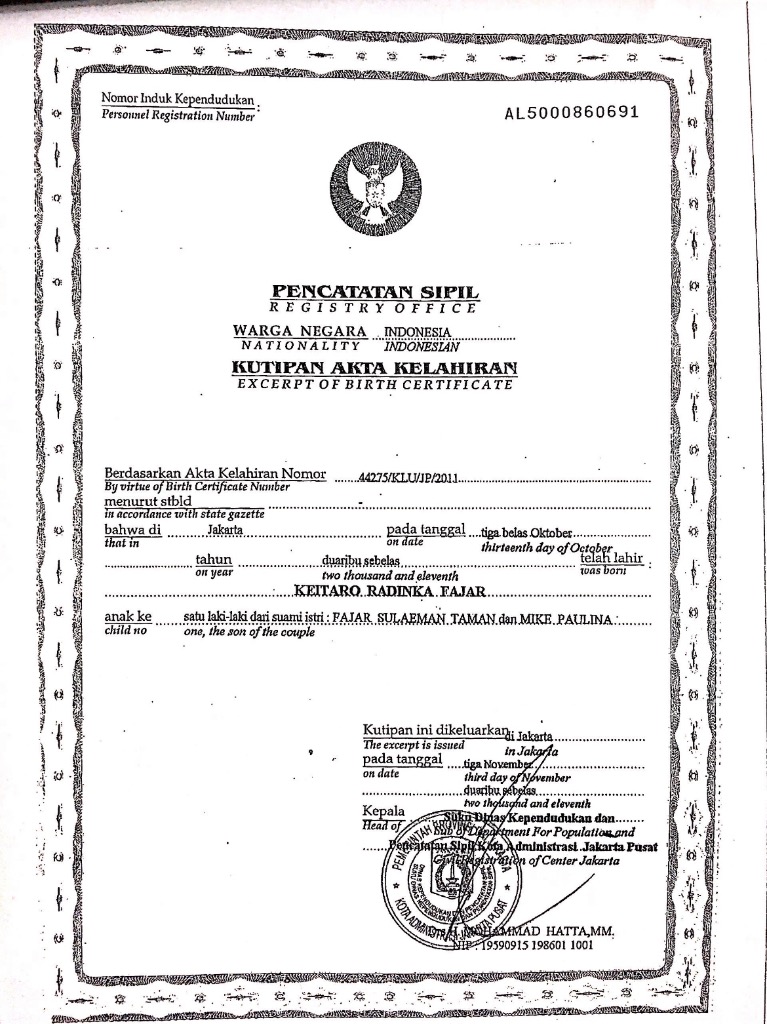 Nomor Induk Kependudukan :
Personnel Registration Number
AL5000860691
PENCATATAN SIPIL
REGISTRY OFFICE
WARGA NEGARA INDONESIA
NATIONALITY INDONESIAN
KUTIPAN AKTA KELAHIRAN
EXCERPT OF BIRTH CERTIFICATE
Berdasarkan Akta Kelahiran Nomor 44275/KLU/JP/2011
By virtue of Birth Certificate Number
menurut stbld -
in accordance with state gazette
bahwa di Jakarta pada tanggal tiga belas Oktober
that in on date thirteenth day of October
tahun duaribu sebelas telah lahir :
on year two thousand and eleventh was born
KEITARO RADINKA FAJAR
anak ke satu laki-laki dari suami istri : FAJAR SULAEMAN TAMAN dan MIKE PAULINA
child no one, the son of the couple
Kutipan ini dikeluarkan di Jakarta
The excerpt is issued in Jakarta
pada tanggal tiga November
on date third day of November
duaribu sebelas
two thousand and eleventh
Kepala Suku Dinas Kependudukan dan
Head of Sub of Department For Population and
Pencatatan Sipil Kota Administrasi Jakarta Pusat
Civil Registration of Center Jakarta
H. MOHAMMAD HATTA,MM.
NIP : 19590915 198601 1001